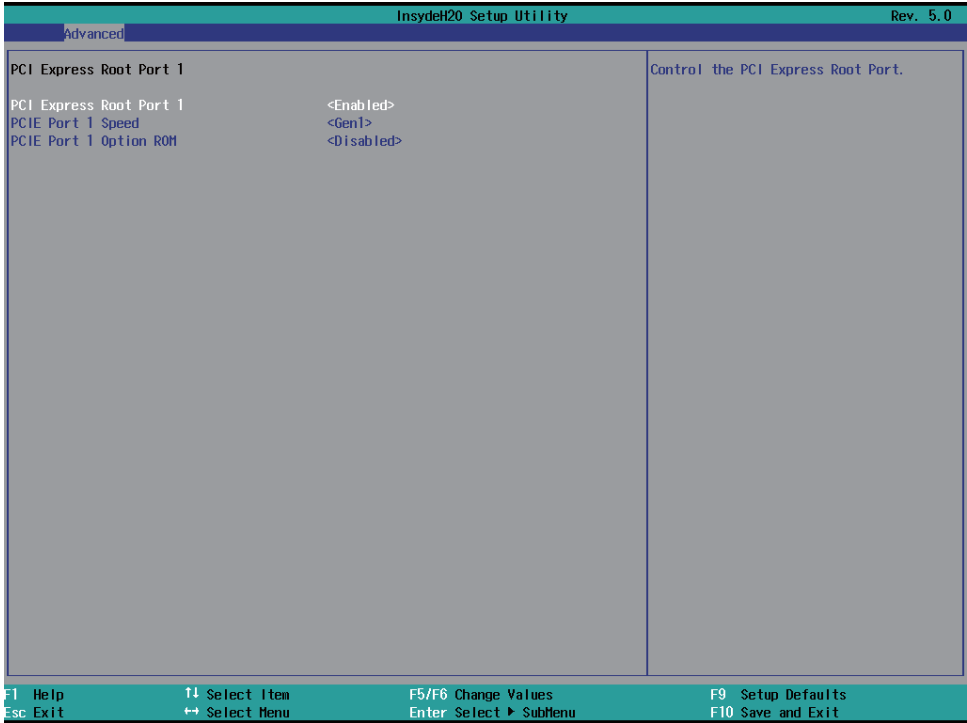 InsydeH20 Setup Utility Rev. 5.0
Advanced
PCI Express Root Port 1
Control the PCI Express Root Port.
PCI Express Root Port 1 <Enabled>
PCIE Port 1 Speed <Gen1>
PCIE Port 1 Option ROM <Disabled>
F1 Help ↑↓ Select Item F5/F6 Change Values F9 Setup Defaults
Esc Exit ←→ Select Menu Enter Select ▶ SubMenu F10 Save and Exit